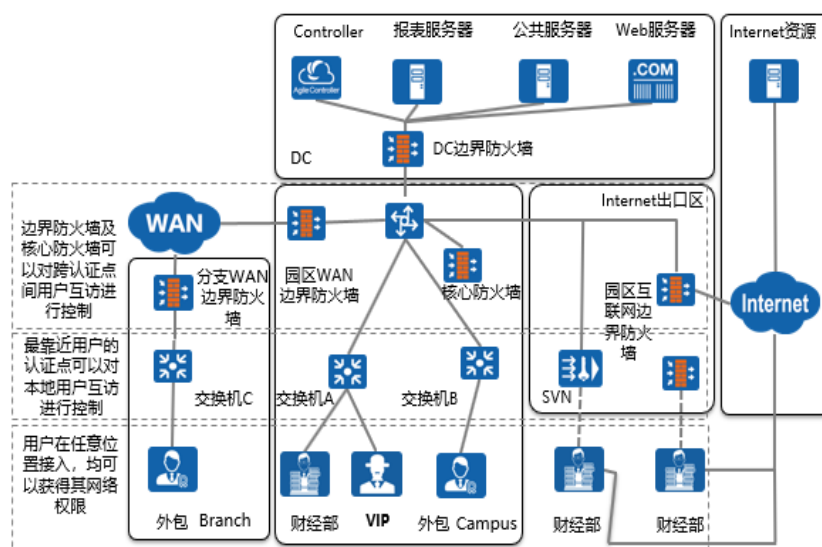 Controller
报表服务器
公共服务器
Web服务器
Internet资源
Agile Controller
.COM
DC
DC边界防火墙
边界防火墙及
核心防火墙可
以对跨认证点
间用户互访进
行控制
WAN
分支WAN
边界防火
墙
园区WAN
边界防火墙
核心防火墙
Internet出口区
园区互
联网边
界防火
墙
Internet
最靠近用户的
认证点可以对
本地用户互访
进行控制
交换机C
交换机A
交换机B
SVN
用户在任意位
置接入，均可
以获得其网络
权限
外包 Branch
财经部
VIP
外包 Campus
财经部
财经部